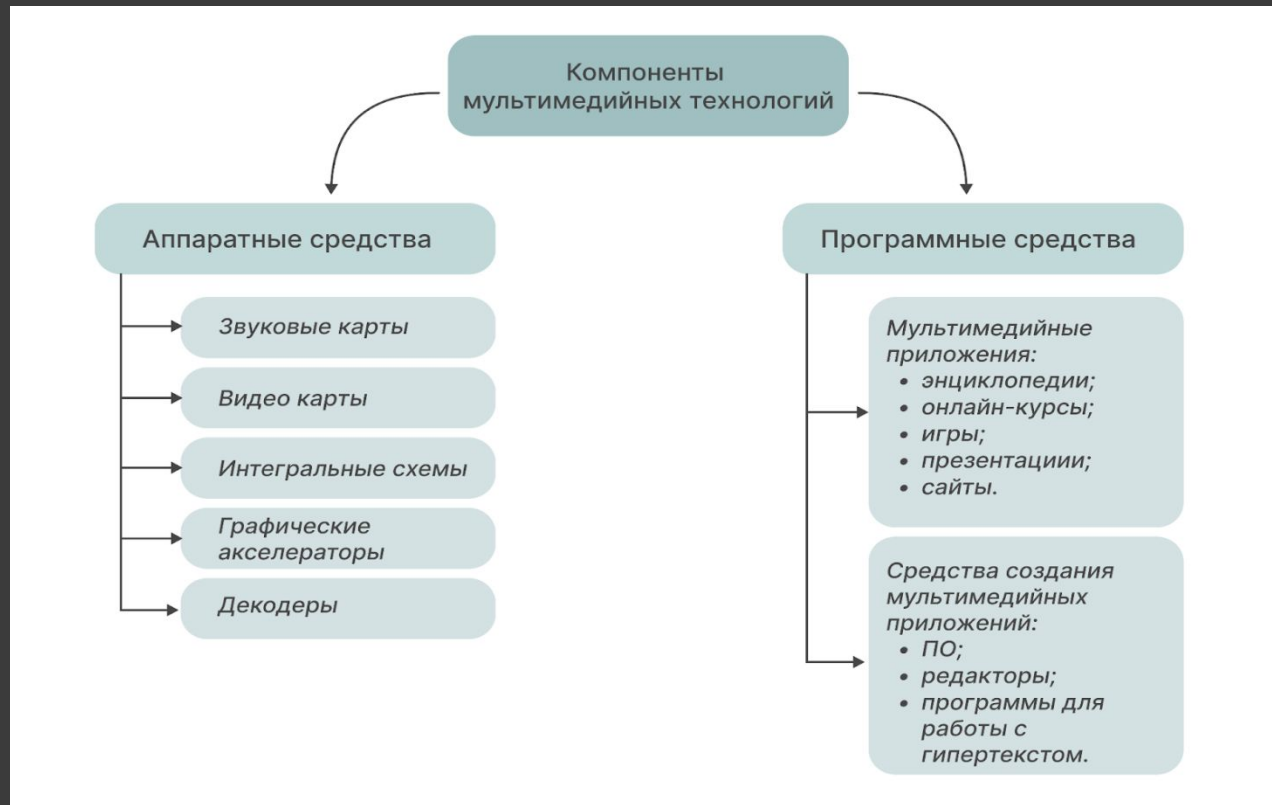 Компоненты
мультимедийных технологий
Аппаратные средства
Звуковые карты
Видео карты
Интегральные схемы
Графические
акселераторы
Декодеры
Программные средства
Мультимедийные
приложения:
• энциклопедии;
• онлайн-курсы;
• игры;
• презентациии;
• сайты.
Средства создания
мультимедийных
приложений:
• ПО;
• редакторы;
• программы для
работы с
гипертекстом.